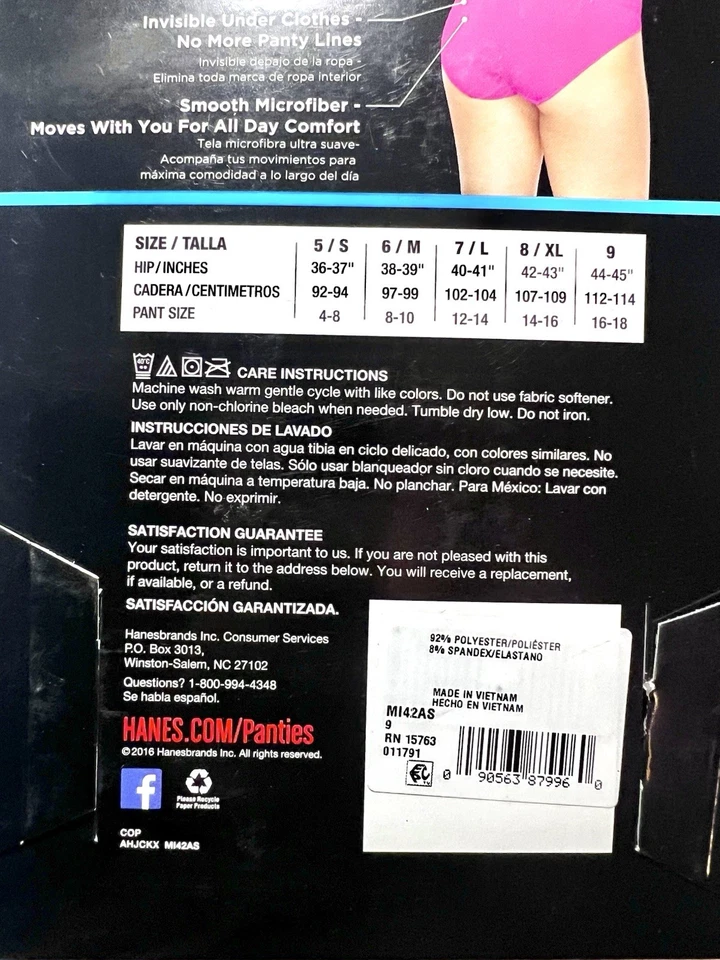 Invisible Under Clothes -
No More Panty Lines
Invisible debajo de la ropa -
Elimina toda marca de ropa interior
Smooth Microfiber -
Moves With You For All Day Comfort
Tela microfibra ultra suave-
Acompaña tus movimientos para
máxima comodidad a lo largo del día
SIZE / TALLA 5 / S 6 / M 7 / L 8 / XL 9
HIP/INCHES 36-37" 38-39" 40-41" 42-43" 44-45"
CADERA/CENTIMETROS 92-94 97-99 102-104 107-109 112-114
PANT SIZE 4-8 8-10 12-14 14-16 16-18
40°C CARE INSTRUCTIONS
Machine wash warm gentle cycle with like colors. Do not use fabric softener.
Use only non-chlorine bleach when needed. Tumble dry low. Do not iron.
INSTRUCCIONES DE LAVADO
Lavar en máquina con agua tibia en ciclo delicado, con colores similares. No
usar suavizante de telas. Sólo usar blanqueador sin cloro cuando se necesite.
Secar en máquina a temperatura baja. No planchar. Para México: Lavar con
detergente. No exprimir.
SATISFACTION GUARANTEE
Your satisfaction is important to us. If you are not pleased with this
product, return it to the address below. You will receive a replacement,
if available, or a refund.
SATISFACCIÓN GARANTIZADA.
Hanesbrands Inc. Consumer Services
P.O. Box 3013,
Winston-Salem, NC 27102
Questions? 1-800-994-4348
Se habla español.
HANES.COM/Panties
©2016 Hanesbrands Inc. All rights reserved.
f
Please Recycle
Paper Products
COP
AHJCKX MI42AS
92% POLYESTER/POLIÉSTER
8% SPANDEX/ELASTANO
MADE IN VIETNAM
HECHO EN VIETNAM
MI42AS
9
RN 15763
011791
0 90563 87996 0